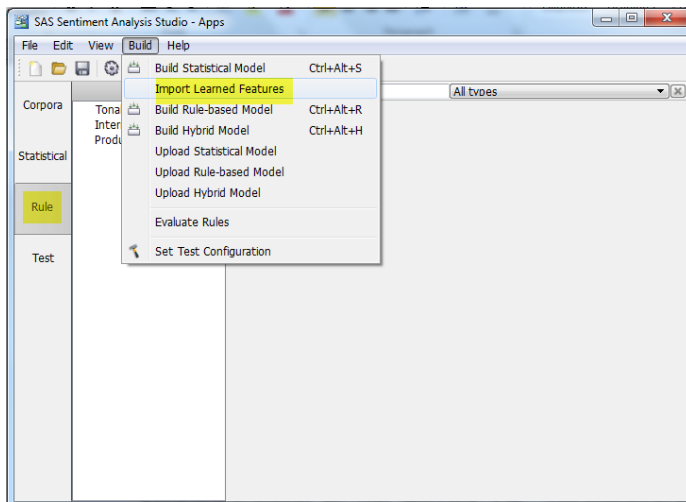 SAS Sentiment Analysis Studio - Apps
File Edit View Build Help
Build Statistical Model Ctrl+Alt+S
Import Learned Features
All types
Build Rule-based Model Ctrl+Alt+R
Build Hybrid Model Ctrl+Alt+H
Upload Statistical Model
Upload Rule-based Model
Upload Hybrid Model
Evaluate Rules
Set Test Configuration
Corpora
Statistical
Rule
Test
Tona
Inter
Produ